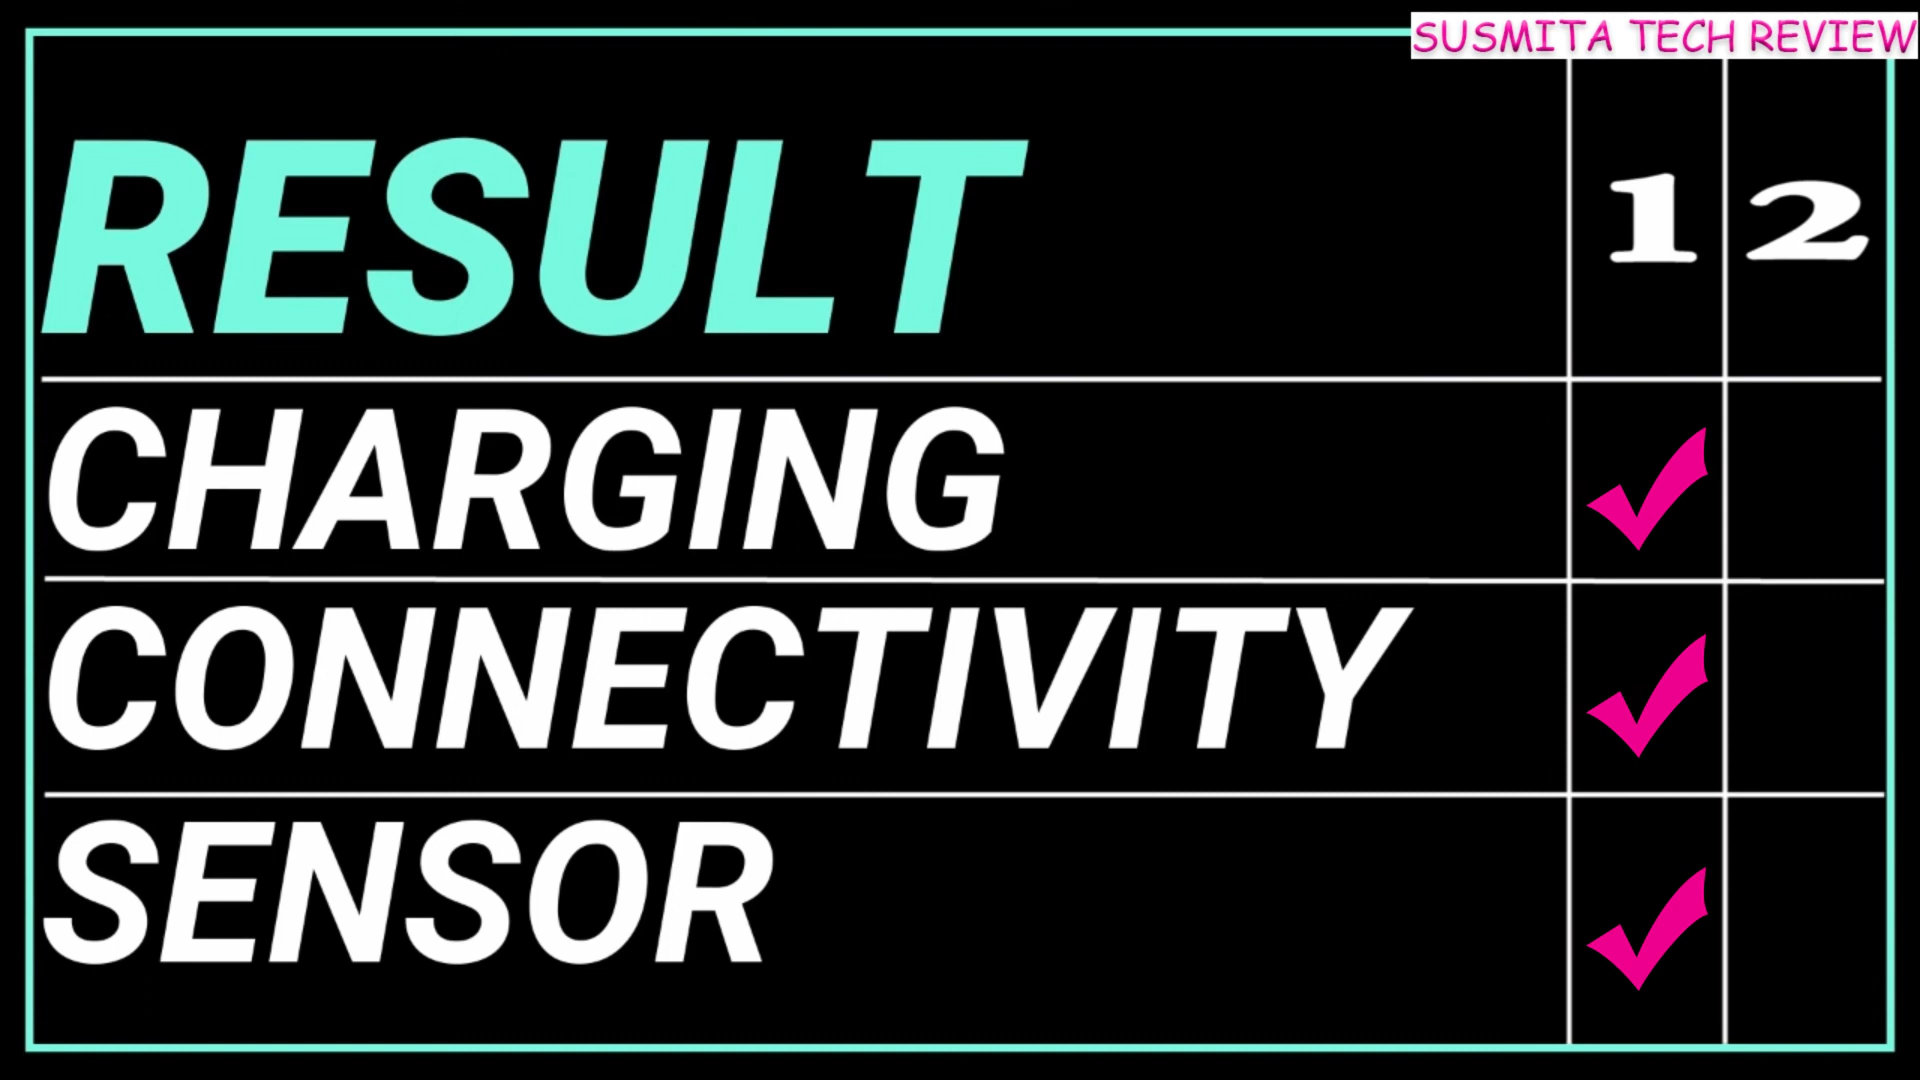 SUSMITA TECH REVIEW
RESULT 1 2
CHARGING
CONNECTIVITY
SENSOR